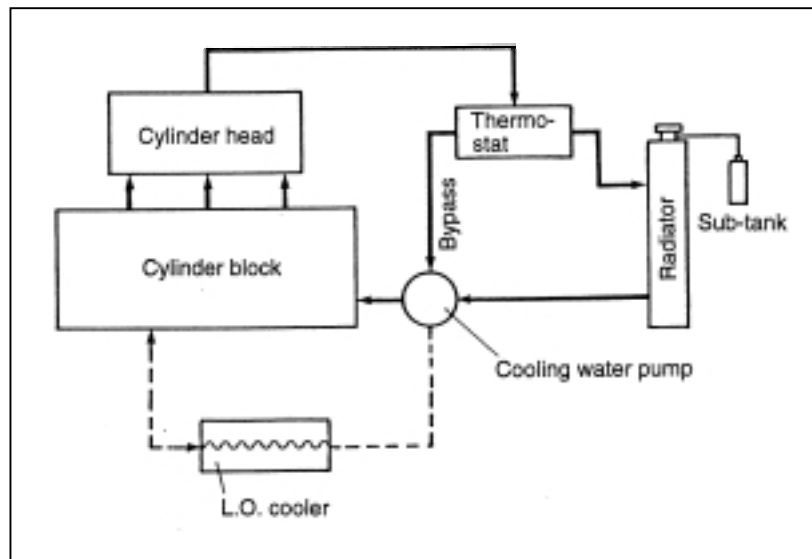 Cylinder head
Thermo-
stat
Bypass
Radiator
Sub-tank
Cylinder block
Cooling water pump
L.O. cooler